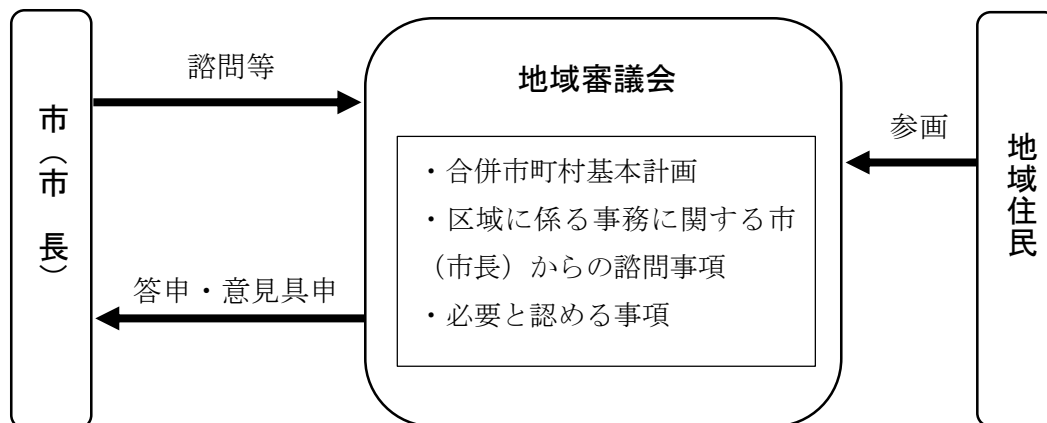 市（市長）
諮問等
答申・意見具申
地域審議会
・合併市町村基本計画
・区域に係る事務に関する市
（市長）からの諮問事項
・必要と認める事項
参画
地域住民